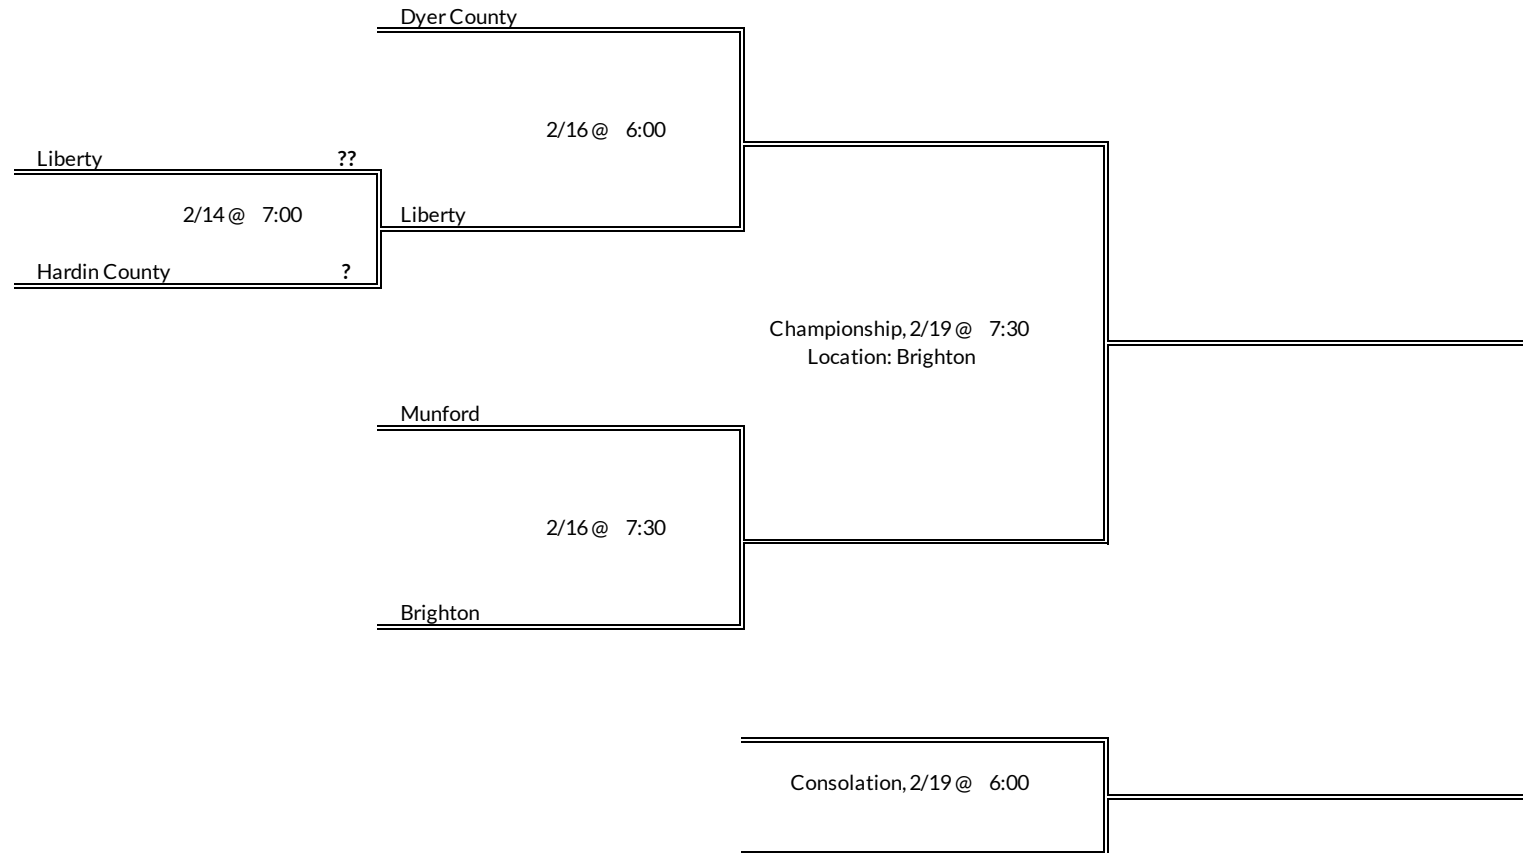 Dyer County
2/16 @ 6:00
Liberty ??
2/14 @ 7:00
Liberty
Hardin County ?
Championship, 2/19 @ 7:30
Location: Brighton
Munford
2/16 @ 7:30
Brighton
Consolation, 2/19 @ 6:00